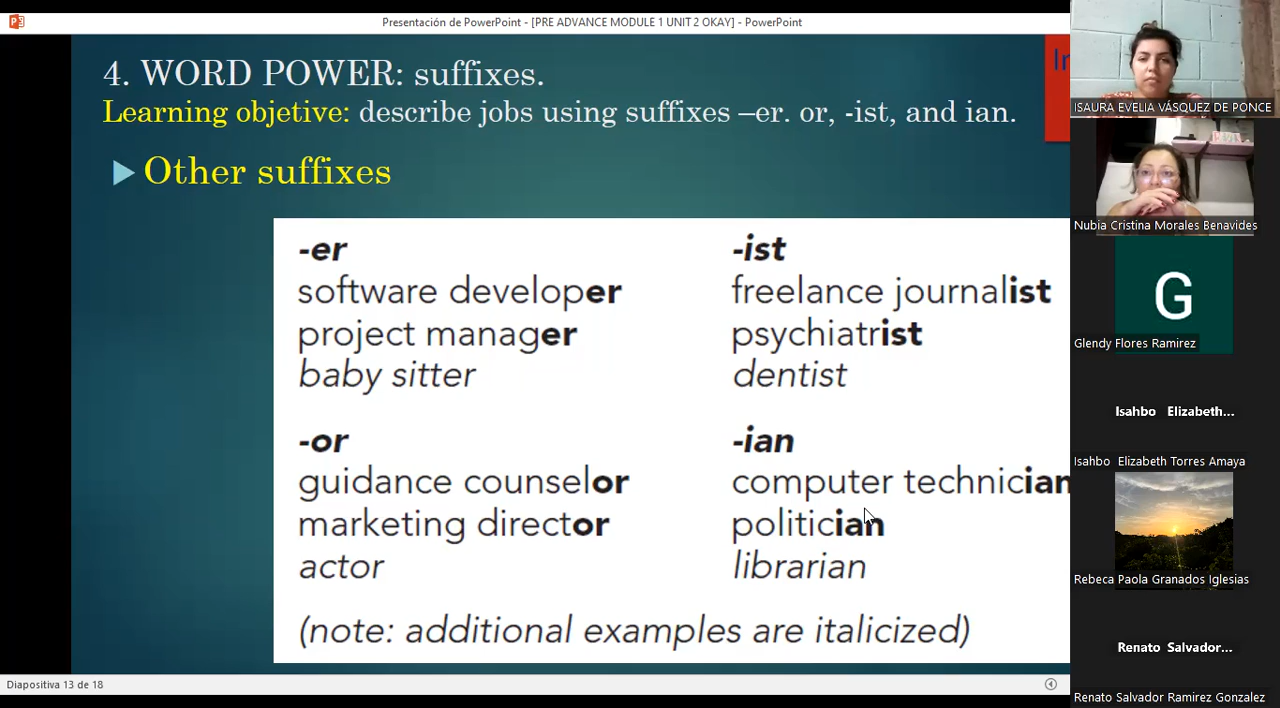 Presentación de PowerPoint - [PRE ADVANCE MODULE 1 UNIT 2 OKAY] - PowerPoint
4. WORD POWER: suffixes.
Learning objetive: describe jobs using suffixes –er. or, -ist, and ian.
Other suffixes
-er
software developer
project manager
baby sitter
-ist
freelance journalist
psychiatrist
dentist
-or
guidance counselor
marketing director
actor
-ian
computer technician
politician
librarian
(note: additional examples are italicized)
Diapositiva 13 de 18
ISAURA EVELIA VÁSQUEZ DE PONCE
Nubia Cristina Morales Benavides
G
Glendy Flores Ramirez
Isahbo Elizabeth...
Isahbo Elizabeth Torres Amaya
Rebeca Paola Granados Iglesias
Renato Salvador...
Renato Salvador Ramirez Gonzalez